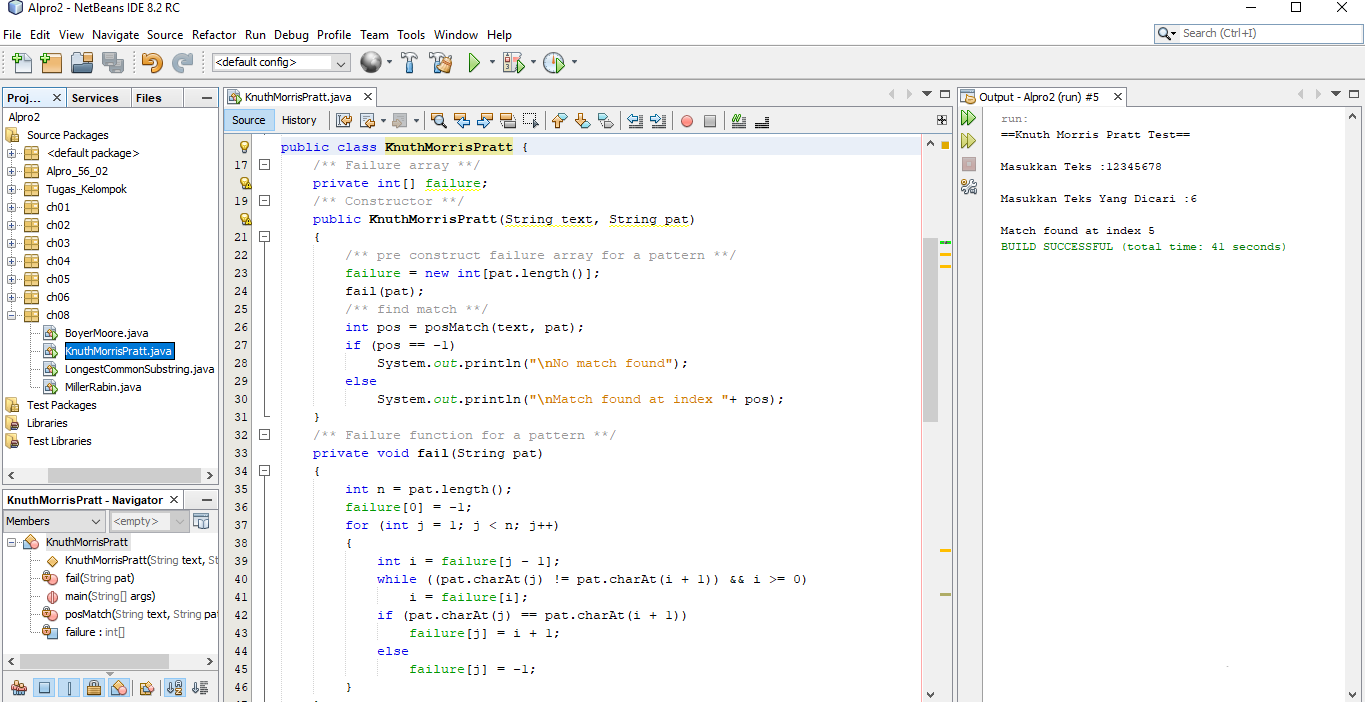 Alpro2 - NetBeans IDE 8.2 RC
File Edit View Navigate Source Refactor Run Debug Profile Team Tools Window Help
Search (Ctrl+I)
<default config>
Proj... Services Files
Alpro2
Source Packages
<default package>
Alpro_56_02
Tugas_Kelompok
ch01
ch02
ch03
ch04
ch05
ch06
ch08
BoyerMoore.java
KnuthMorrisPratt.java
LongestCommonSubstring.java
MillerRabin.java
Test Packages
Libraries
Test Libraries
KnuthMorrisPratt - Navigator
Members <empty>
KnuthMorrisPratt
KnuthMorrisPratt(String text, St
fail(String pat)
main(String[] args)
posMatch(String text, String pa
failure : int[]
KnuthMorrisPratt.java
Source History
public class KnuthMorrisPratt {
17 /** Failure array **/
private int[] failure;
19 /** Constructor **/
public KnuthMorrisPratt(String text, String pat)
21 {
22 /** pre construct failure array for a pattern **/
23 failure = new int[pat.length()];
24 fail(pat);
25 /** find match **/
26 int pos = posMatch(text, pat);
27 if (pos == -1)
28 System.out.println("\nNo match found");
29 else
30 System.out.println("\nMatch found at index "+ pos);
31 }
32 /** Failure function for a pattern **/
33 private void fail(String pat)
34 {
35 int n = pat.length();
36 failure[0] = -1;
37 for (int j = 1; j < n; j++)
38 {
39 int i = failure[j - 1];
40 while ((pat.charAt(j) != pat.charAt(i + 1)) && i >= 0)
41 i = failure[i];
42 if (pat.charAt(j) == pat.charAt(i + 1))
43 failure[j] = i + 1;
44 else
45 failure[j] = -1;
46 }
Output - Alpro2 (run) #5
run:
==Knuth Morris Pratt Test==
Masukkan Teks :12345678
Masukkan Teks Yang Dicari :6
Match found at index 5
BUILD SUCCESSFUL (total time: 41 seconds)